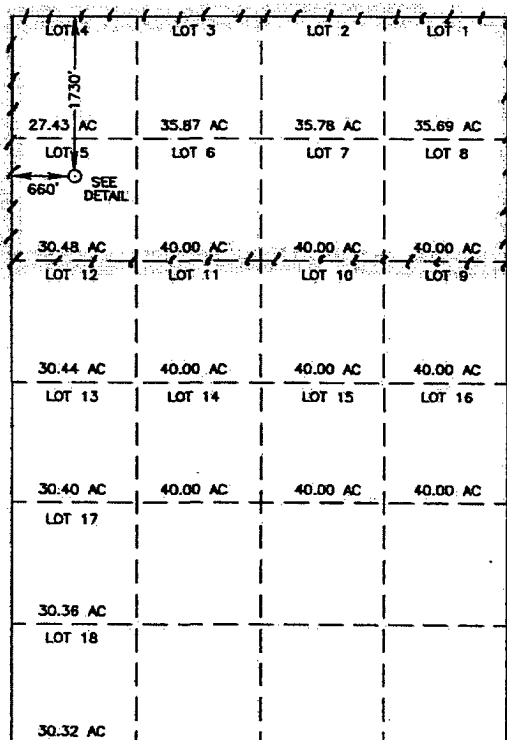 LOT 4 LOT 3 LOT 2 LOT 1
1730'
27.43 AC 35.87 AC 35.78 AC 35.69 AC
LOT 5 LOT 6 LOT 7 LOT 8
660' SEE
DETAIL
30.48 AC 40.00 AC 40.00 AC 40.00 AC
LOT 12 LOT 11 LOT 10 LOT 9
30.44 AC 40.00 AC 40.00 AC 40.00 AC
LOT 13 LOT 14 LOT 15 LOT 16
30.40 AC 40.00 AC 40.00 AC 40.00 AC
LOT 17
30.36 AC
LOT 18
30.32 AC